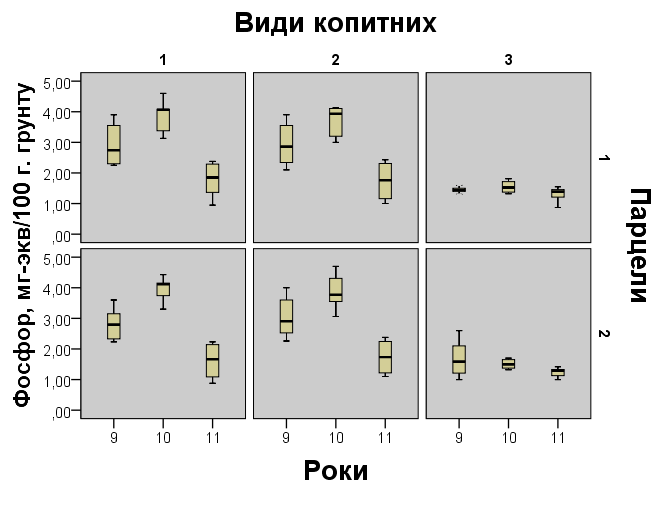 Види копитних
1 2 3
5,00
4,00
3,00
2,00
1,00
,00
1
5,00
4,00
3,00
2,00
1,00
,00
2
Фосфор, мг-экв/100 г. грунту
Парцели
9 10 11 9 10 11 9 10 11
Роки